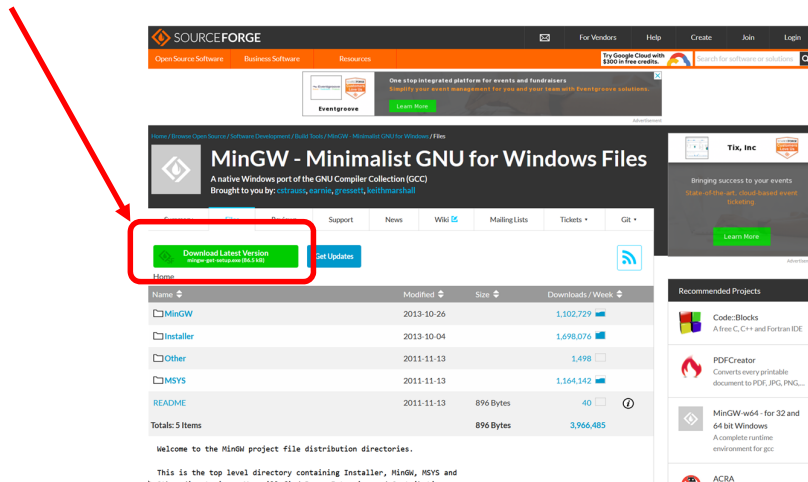 SOURCEFORGE
For Vendors Help Create Join Login
Open Source Software Business Software Resources
Try Google Cloud with
$300 in free credits.
Search for software or solutions
One stop integrated platform for events and fundraisers
Simplify your event management for you and your team with Eventgroove solutions.
Eventgroove
Learn More
Advertisement
Home / Browse Open Source / Software Development / Build Tools / MinGW - Minimalist GNU for Windows / Files
MinGW - Minimalist GNU for Windows Files
A native Windows port of the GNU Compiler Collection (GCC)
Brought to you by: cstrauss, earnie, gressett, keithmarshall
Tix, Inc
Bringing success to your events
State-of-the-art, cloud-based event
ticketing.
Learn More
Summary Files Reviews Support News Wiki Mailing Lists Tickets Git
Download Latest Version
mingw-get-setup.exe (86.5 kB)
Get Updates
Home
Name Modified Size Downloads / Week
MinGW 2013-10-26 1,102,729
Installer 2013-10-04 1,698,076
Other 2011-11-13 1,498
MSYS 2011-11-13 1,164,142
README 2011-11-13 896 Bytes 40
Totals: 5 Items 896 Bytes 3,966,485
Welcome to the MinGW project file distribution directories.
This is the top level directory containing Installer, MinGW, MSYS and
Recommended Projects
Code::Blocks
A free C, C++ and Fortran IDE
PDFCreator
Converts every printable
document to PDF, JPG, PNG,...
MinGW-w64 - for 32 and
64 bit Windows
A complete runtime
environment for gcc
ACRA